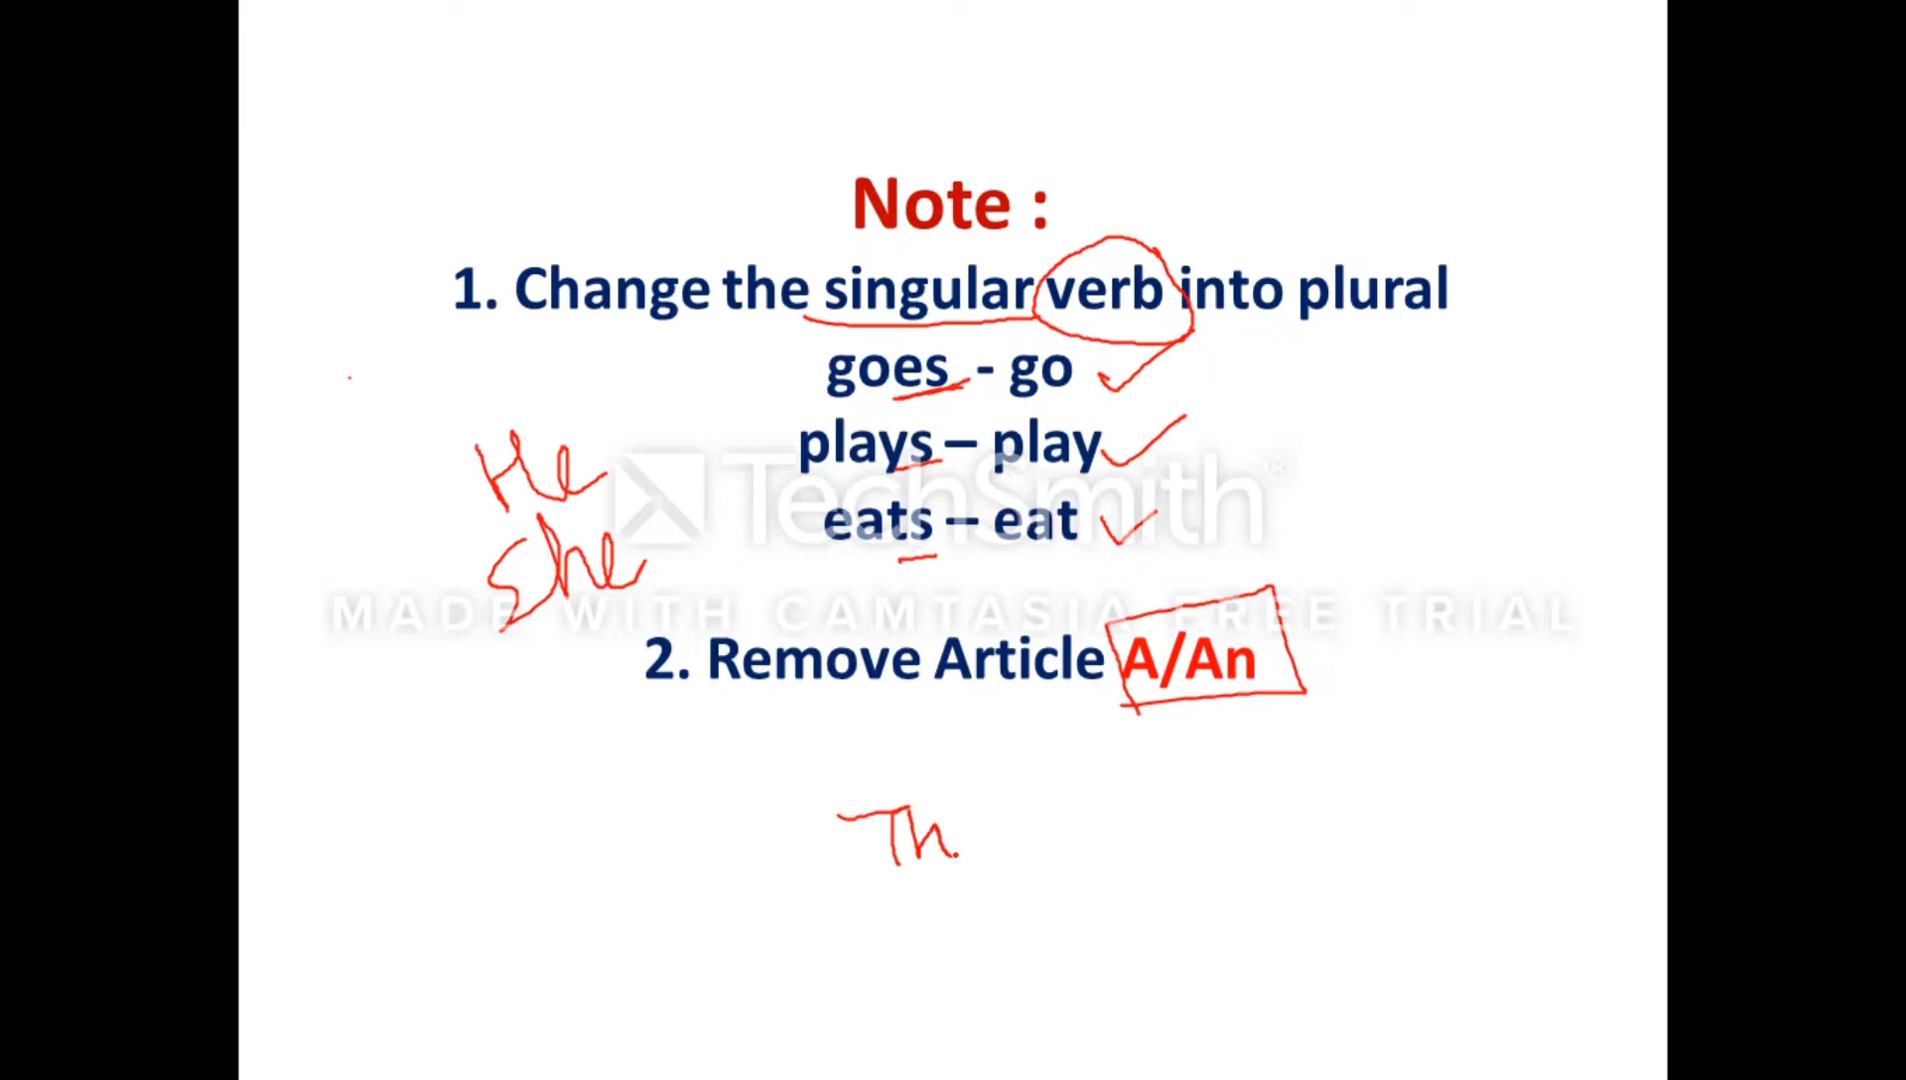 Note :
1. Change the singular verb into plural
goes - go
plays – play
He
TechSmith®
eats – eat
She
MADE WITH CAMTASIA FREE TRIAL
2. Remove Article A/An
Th